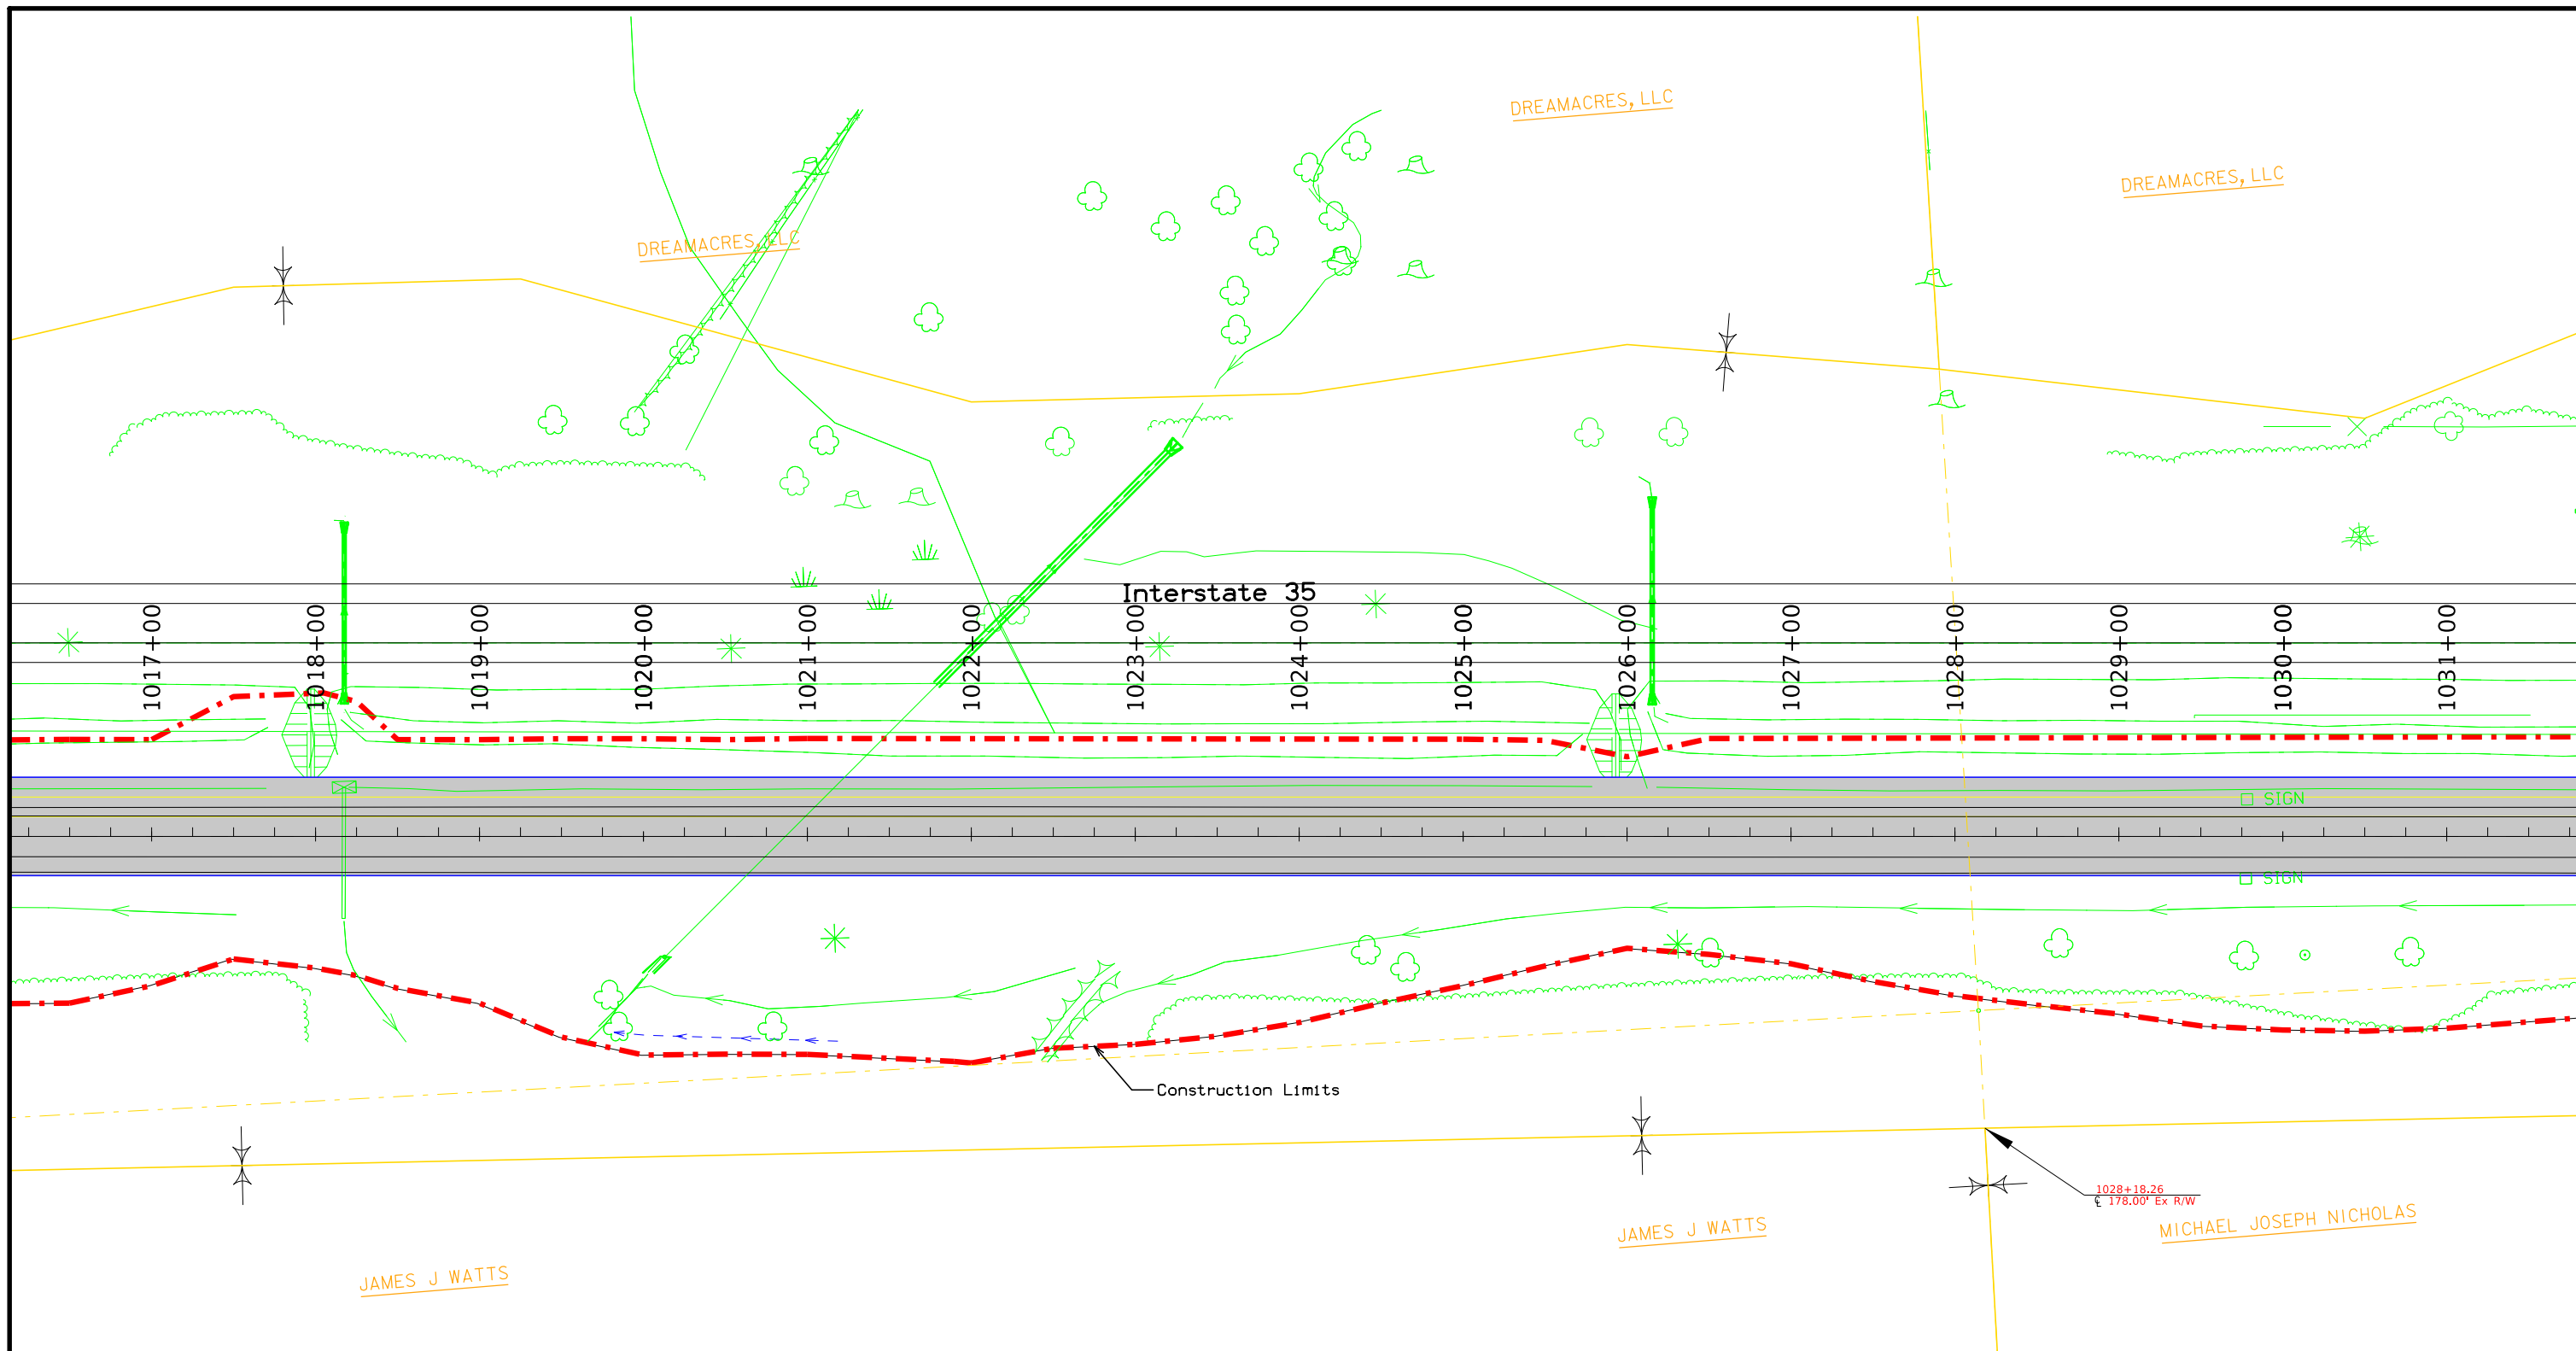 DREAMACRES, LLC
DREAMACRES, LLC
DREAMACRES, LLC
Interstate 35
1017+00
1018+00
1019+00
1020+00
1021+00
1022+00
1023+00
1024+00
1025+00
1026+00
1027+00
1028+00
1029+00
1030+00
1031+00
SIGN
SIGN
Construction Limits
1028+18.26
℄ 178.00' Ex R/W
JAMES J WATTS
MICHAEL JOSEPH NICHOLAS
JAMES J WATTS